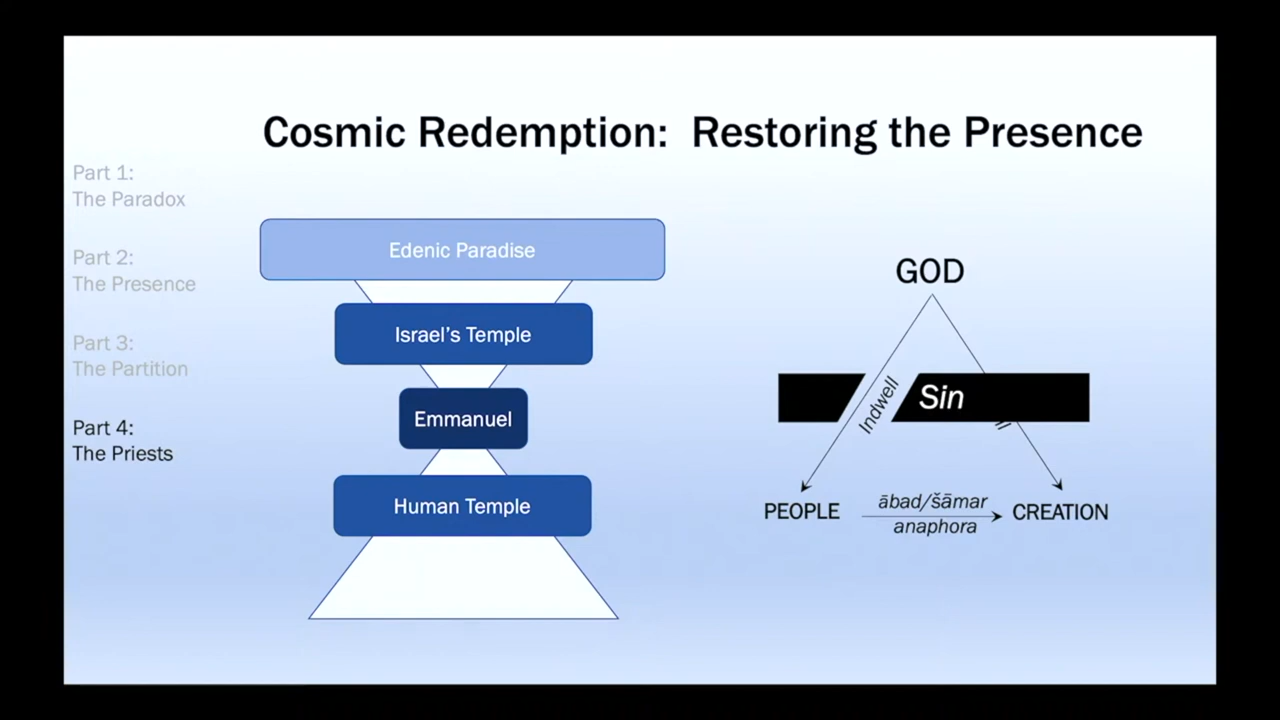 Cosmic Redemption: Restoring the Presence
Part 1:
The Paradox
Part 2:
The Presence
Part 3:
The Partition
Part 4:
The Priests
Edenic Paradise
Israel's Temple
Emmanuel
Human Temple
GOD
Indwell
Sin
PEOPLE
ābad/šāmar
anaphora
CREATION